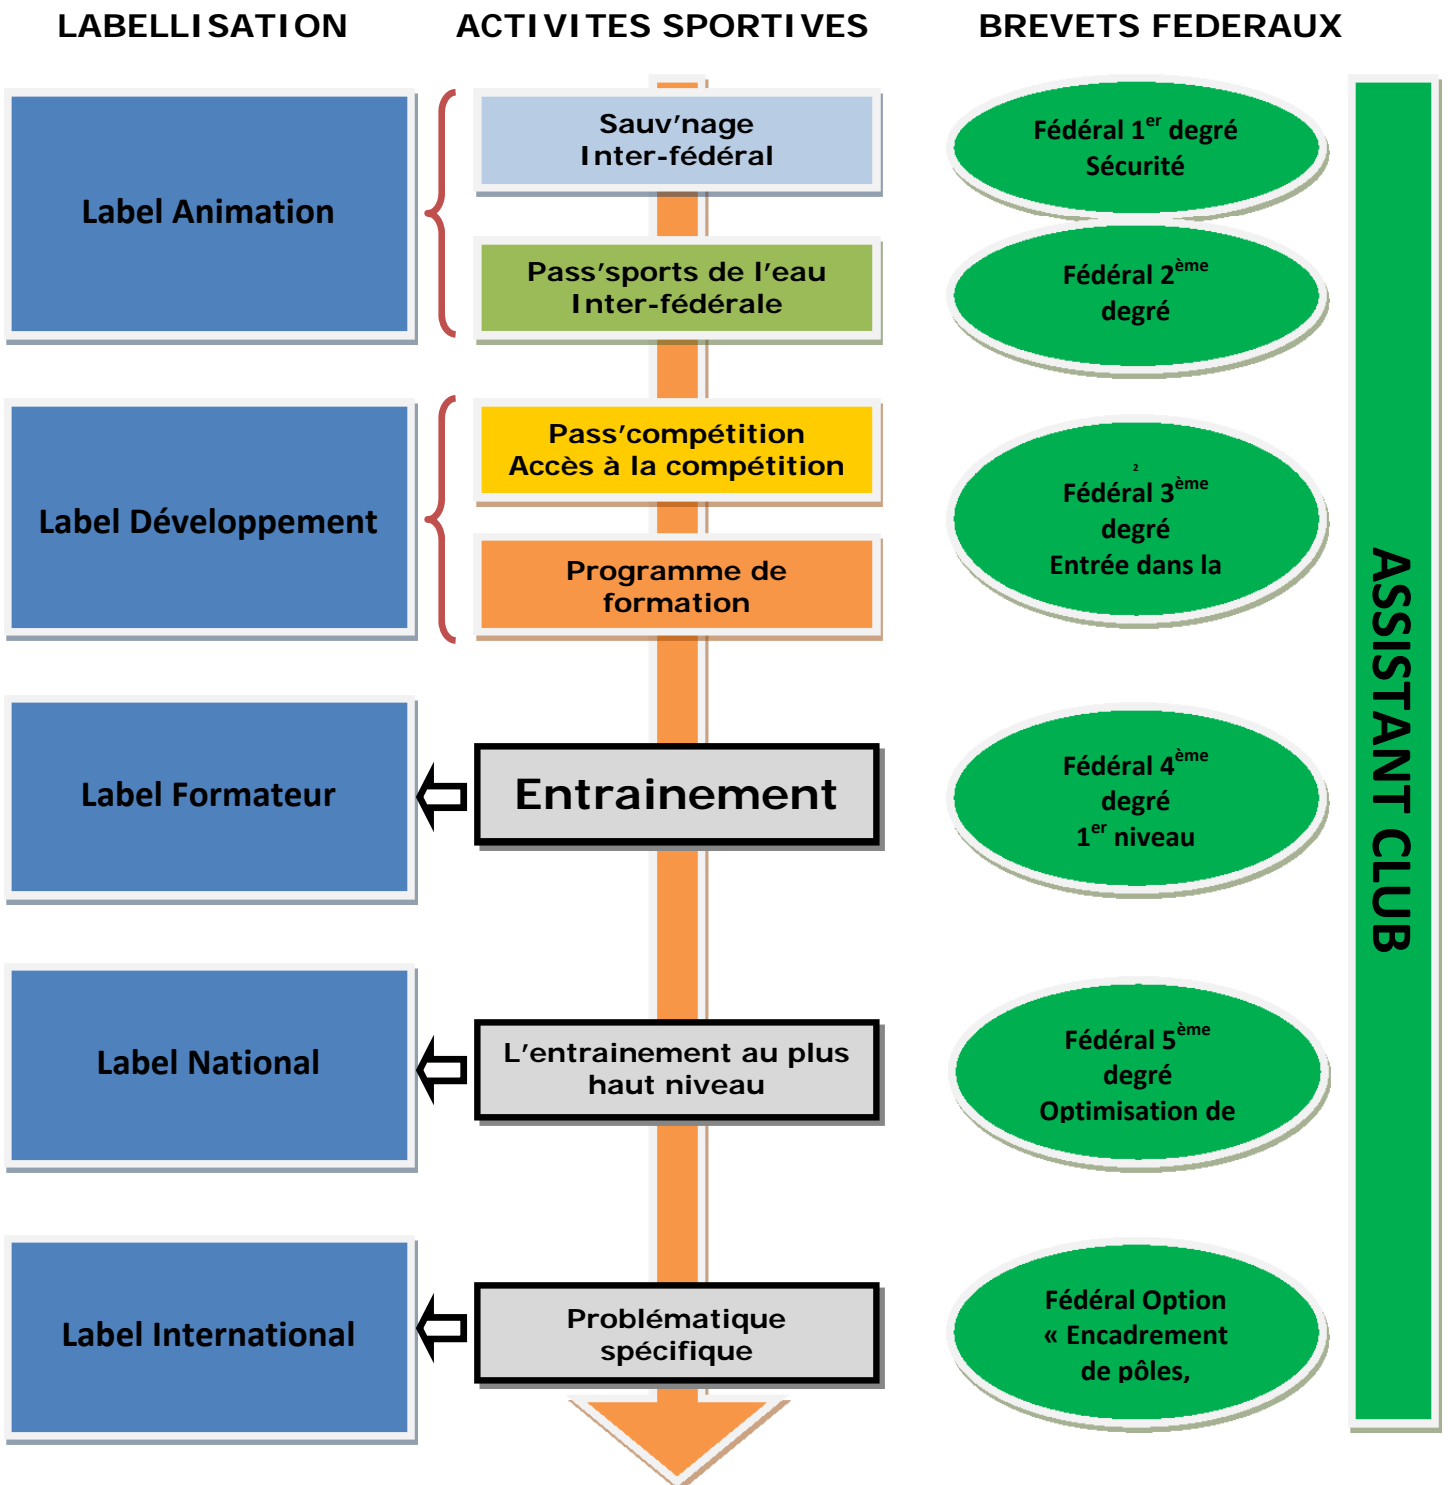 LABELLISATION
ACTIVITES SPORTIVES
BREVETS FEDERAUX
Label Animation
Sauv'nage
Inter-fédéral
Pass'sports de l'eau
Inter-fédérale
Fédéral 1er degré
Sécurité
Fédéral 2ème
degré
Label Développement
Pass'compétition
Accès à la compétition
Programme de
formation
2
Fédéral 3ème
degré
Entrée dans la
Label Formateur
Entrainement
Fédéral 4ème
degré
1er niveau
Label National
L'entrainement au plus
haut niveau
Fédéral 5ème
degré
Optimisation de
Label International
Problématique
spécifique
Fédéral Option
« Encadrement
de pôles,
ASSISTANT CLUB